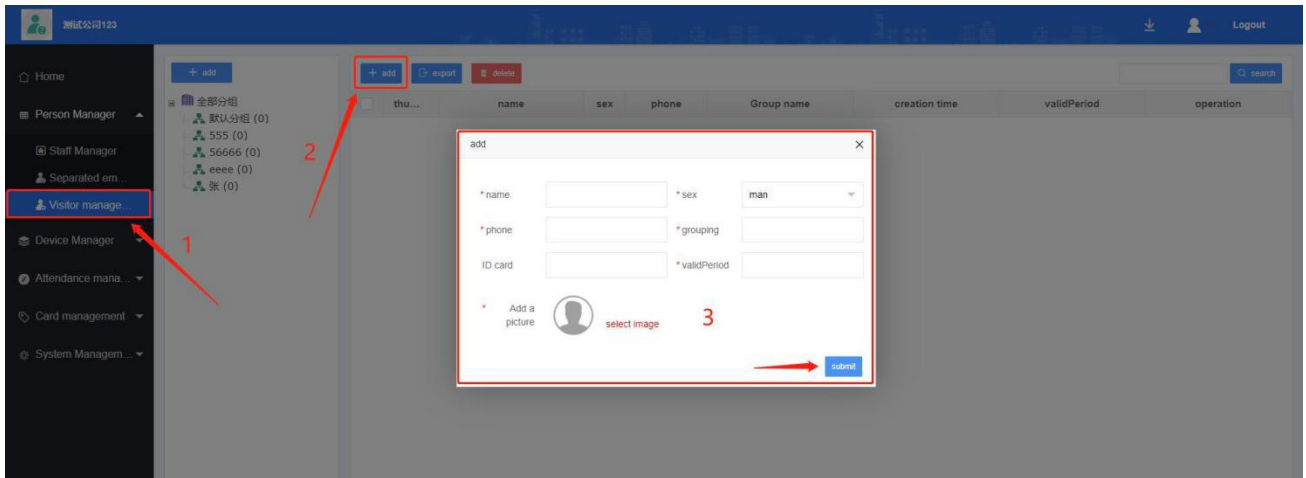 测试公司123
Logout
Home
Person Manager
Staff Manager
Separated em...
Visitor manage...
Device Manager
Attendance mana...
Card management
System Managem...
1
+ add
全部分组
默认分组 (0)
555 (0)
56666 (0)
eeee (0)
张 (0)
2
+ add
export
delete
search
thu... name sex phone Group name creation time validPeriod operation
add
* name
* sex man
* phone
* grouping
ID card
* validPeriod
* Add a
picture
select image
3
submit